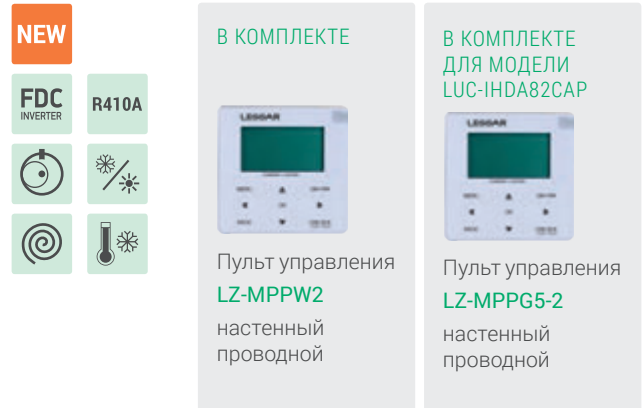 NEW
FDC
INVERTER
R410A
В КОМПЛЕКТЕ
LESSAR
Пульт управления
LZ-MPPW2
настенный
проводной
В КОМПЛЕКТЕ
ДЛЯ МОДЕЛИ
LUC-IHDA82CAP
LESSAR
Пульт управления
LZ-MPPG5-2
настенный
проводной